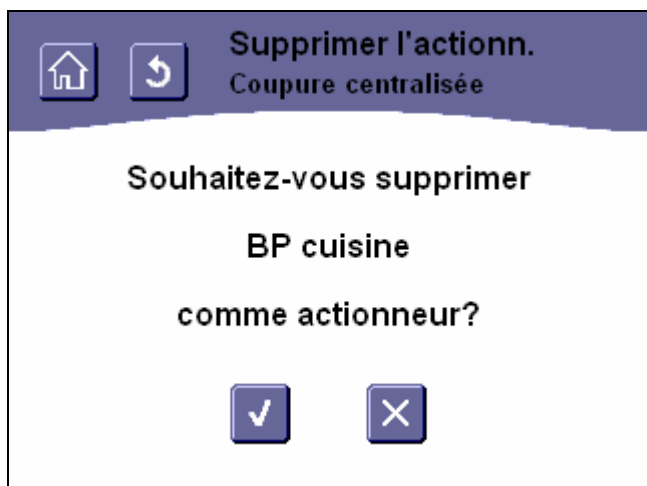 Supprimer l'actionn.
Coupure centralisée
Souhaitez-vous supprimer
BP cuisine
comme actionneur?